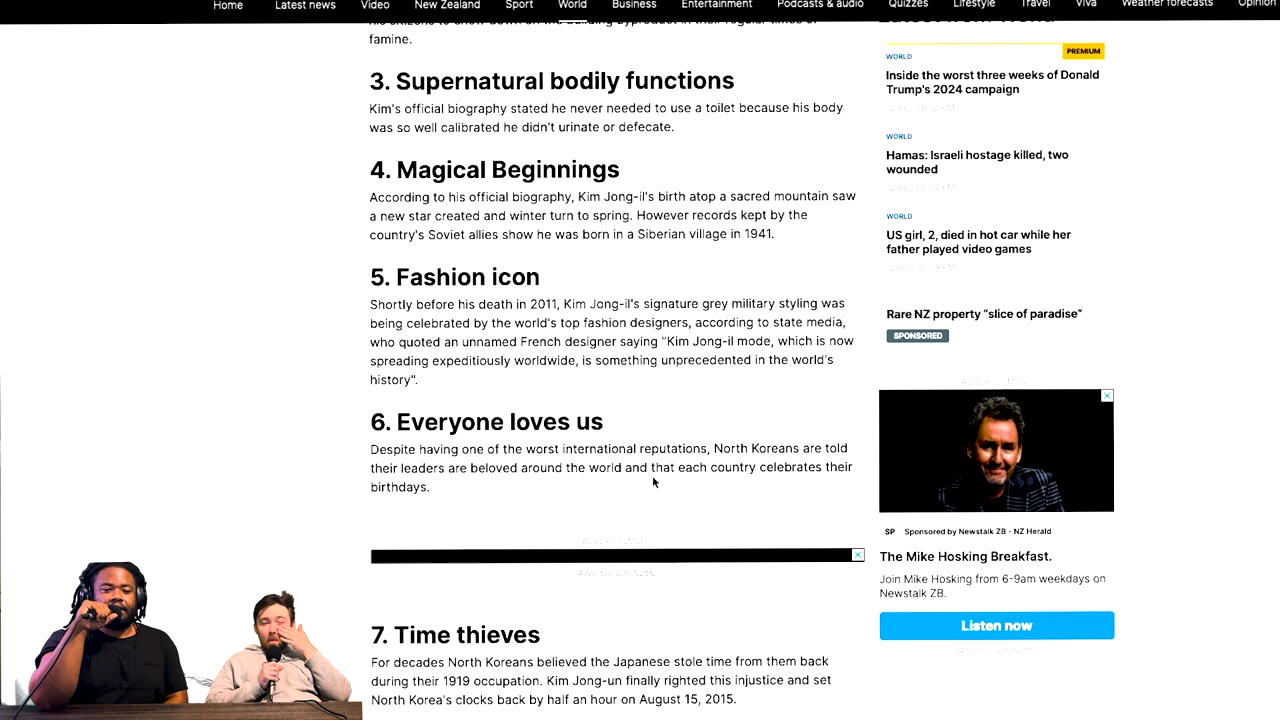 Home Latest news Video New Zealand Sport World Business Entertainment Podcasts & audio Quizzes Lifestyle Travel Viva Weather forecasts Opinion
famine.
3. Supernatural bodily functions
Kim's official biography stated he never needed to use a toilet because his body
was so well calibrated he didn't urinate or defecate.
4. Magical Beginnings
According to his official biography, Kim Jong-il's birth atop a sacred mountain saw
a new star created and winter turn to spring. However records kept by the
country's Soviet allies show he was born in a Siberian village in 1941.
5. Fashion icon
Shortly before his death in 2011, Kim Jong-il's signature grey military styling was
being celebrated by the world's top fashion designers, according to state media,
who quoted an unnamed French designer saying "Kim Jong-il mode, which is now
spreading expeditiously worldwide, is something unprecedented in the world's
history".
6. Everyone loves us
Despite having one of the worst international reputations, North Koreans are told
their leaders are beloved around the world and that each country celebrates their
birthdays.
7. Time thieves
For decades North Koreans believed the Japanese stole time from them back
during their 1919 occupation. Kim Jong-un finally righted this injustice and set
North Korea's clocks back by half an hour on August 15, 2015.
PREMIUM
WORLD
Inside the worst three weeks of Donald
Trump's 2024 campaign
WORLD
Hamas: Israeli hostage killed, two
wounded
WORLD
US girl, 2, died in hot car while her
father played video games
Rare NZ property “slice of paradise”
SPONSORED
SP Sponsored by Newstalk ZB - NZ Herald
The Mike Hosking Breakfast.
Join Mike Hosking from 6-9am weekdays on
Newstalk ZB.
Listen now